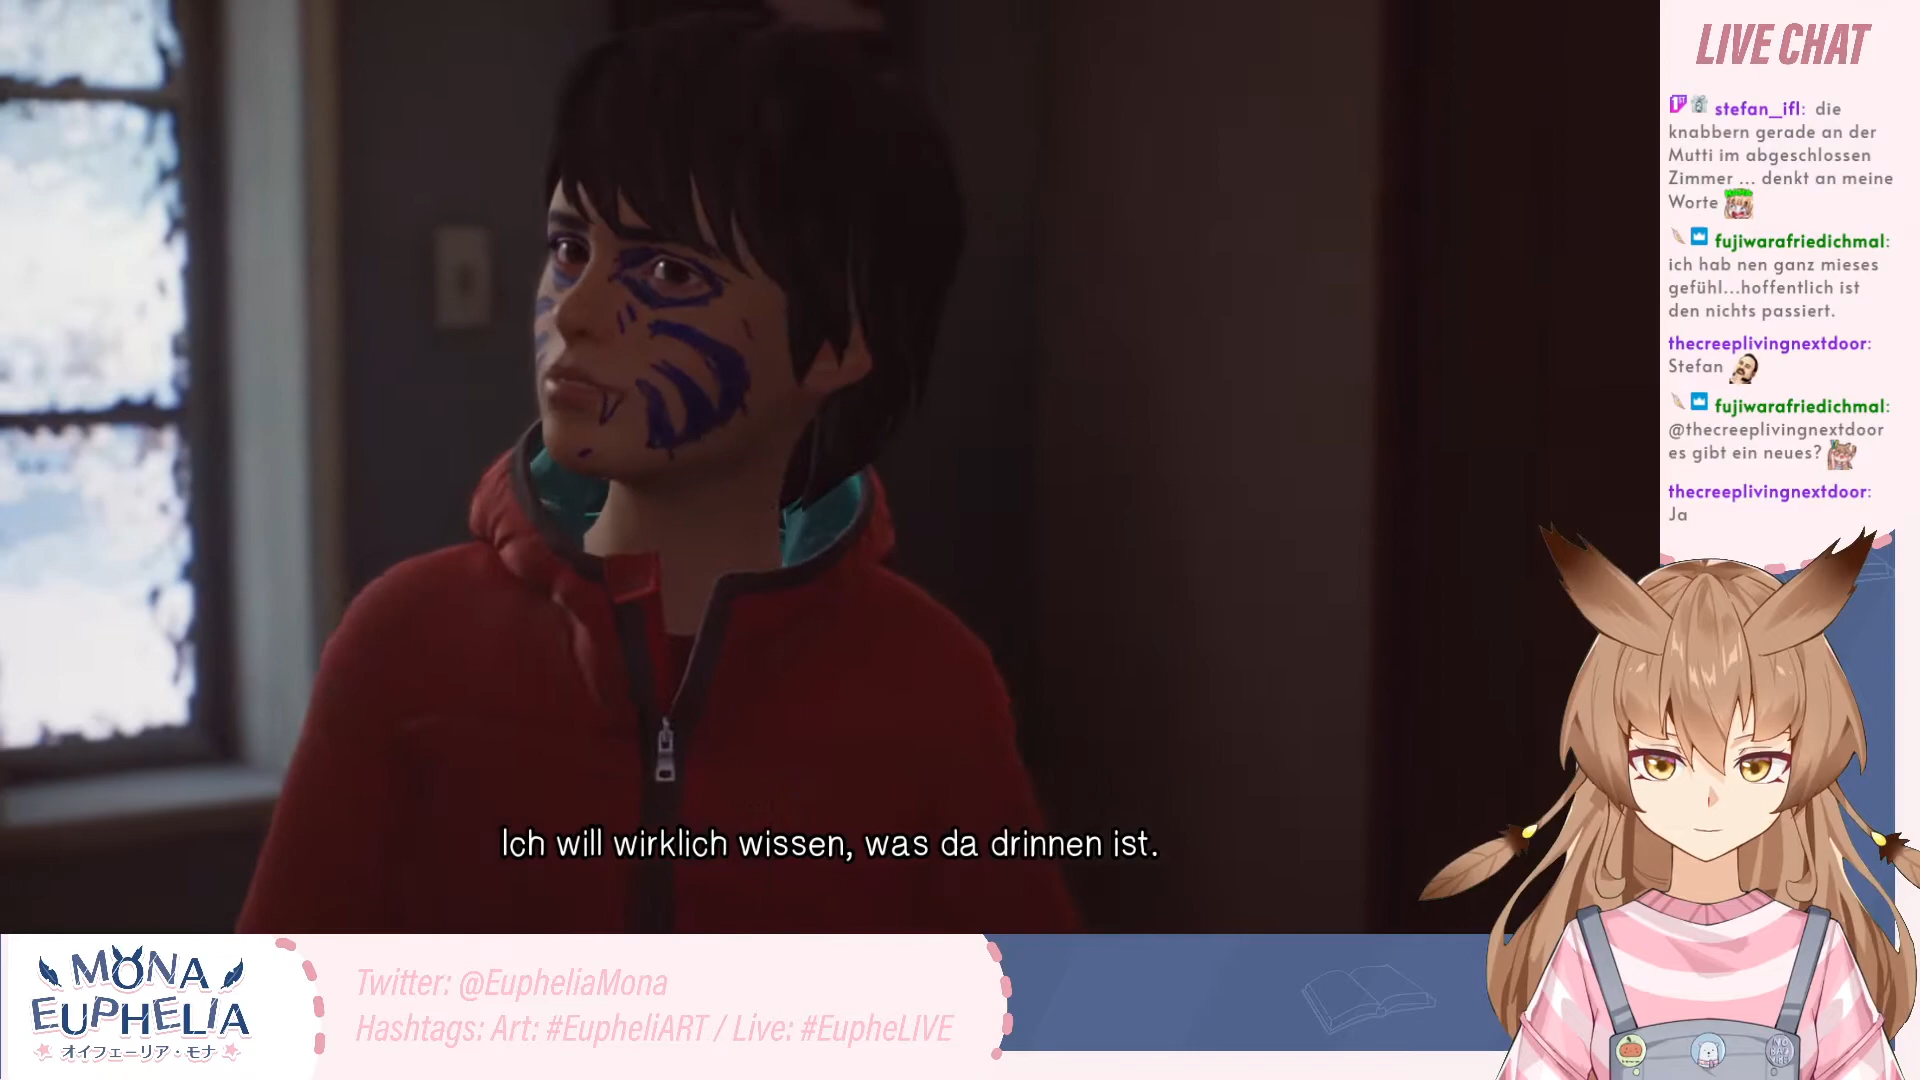 LIVE CHAT
stefan_ifl: die
knabbern gerade an der
Mutti im abgeschlossen
Zimmer ... denkt an meine
Worte
fujiwarafriedichmal:
ich hab nen ganz mieses
gefühl...hoffentlich ist
den nichts passiert.
thecreeplivingnextdoor:
Stefan
fujiwarafriedichmal:
@thecreeplivingnextdoor
es gibt ein neues?
thecreeplivingnextdoor:
Ja
Ich will wirklich wissen, was da drinnen ist.
MONA
EUPHELIA
オイフェーリア・モナ
Twitter: @EupheliaMona
Hashtags: Art: #EupheliART / Live: #EupheLIVE